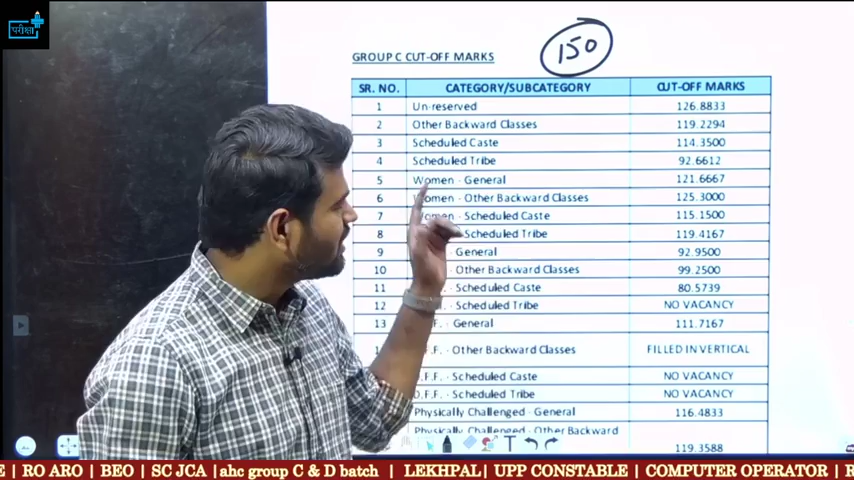 परीक्षा
150
GROUP C CUT-OFF MARKS
SR. NO. CATEGORY/SUBCATEGORY CUT-OFF MARKS
1 Un-reserved 126.8833
2 Other Backward Classes 119.2294
3 Scheduled Caste 114.3500
4 Scheduled Tribe 92.6612
5 Women - General 121.6667
6 Women - Other Backward Classes 125.3000
7 Women - Scheduled Caste 115.1500
8 Scheduled Tribe 119.4167
9 - General 92.9500
10 Other Backward Classes 99.2500
11 . - Scheduled Caste 80.5739
12 . - Scheduled Tribe NO VACANCY
13 F. - General 111.7167
.F. - Other Backward Classes FILLED IN VERTICAL
.F.F. - Scheduled Caste NO VACANCY
D.F.F. - Scheduled Tribe NO VACANCY
Physically Challenged - General 116.4833
Physically Challenged - Other Backward 119.3588
E | RO ARO | BEO | SC JCA | ahc group C & D batch | LEKHPAL | UPP CONSTABLE | COMPUTER OPERATOR | R